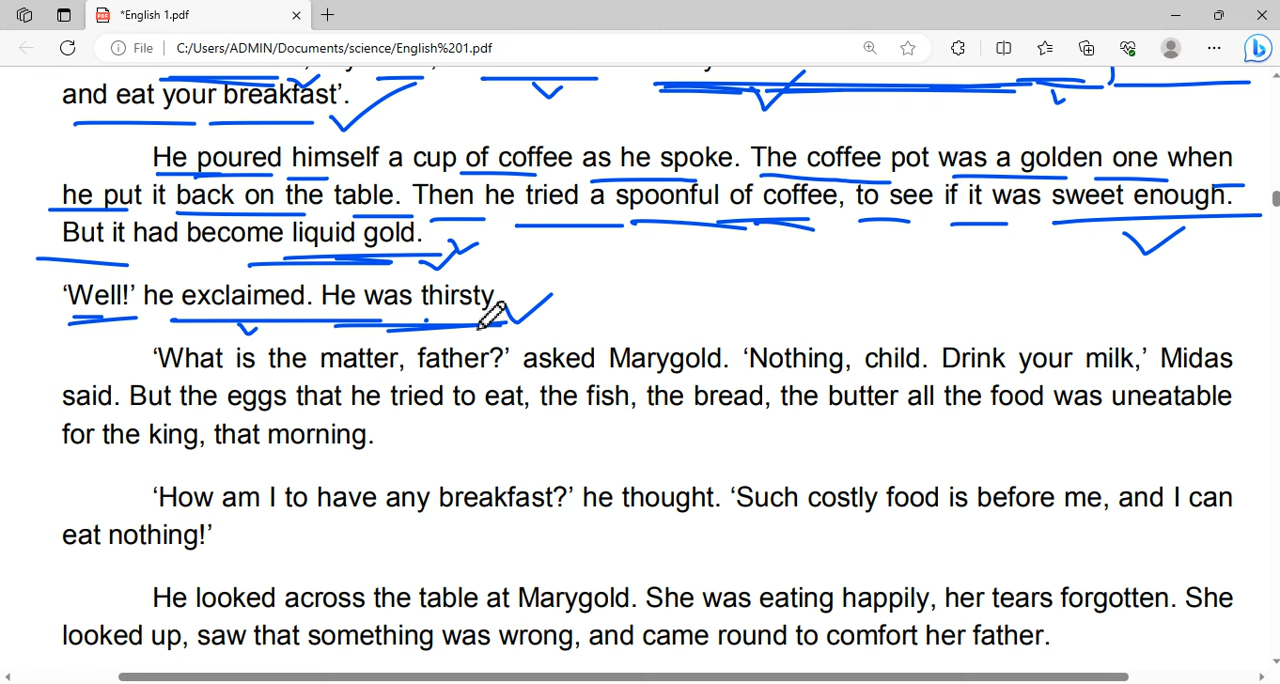 *English 1.pdf
File
C:/Users/ADMIN/Documents/science/English%201.pdf
and eat your breakfast’.
He poured himself a cup of coffee as he spoke. The coffee pot was a golden one when
he put it back on the table. Then he tried a spoonful of coffee, to see if it was sweet enough.
But it had become liquid gold.
‘Well!’ he exclaimed. He was thirsty
‘What is the matter, father?’ asked Marygold. ‘Nothing, child. Drink your milk,’ Midas
said. But the eggs that he tried to eat, the fish, the bread, the butter all the food was uneatable
for the king, that morning.
‘How am I to have any breakfast?’ he thought. ‘Such costly food is before me, and I can
eat nothing!’
He looked across the table at Marygold. She was eating happily, her tears forgotten. She
looked up, saw that something was wrong, and came round to comfort her father.